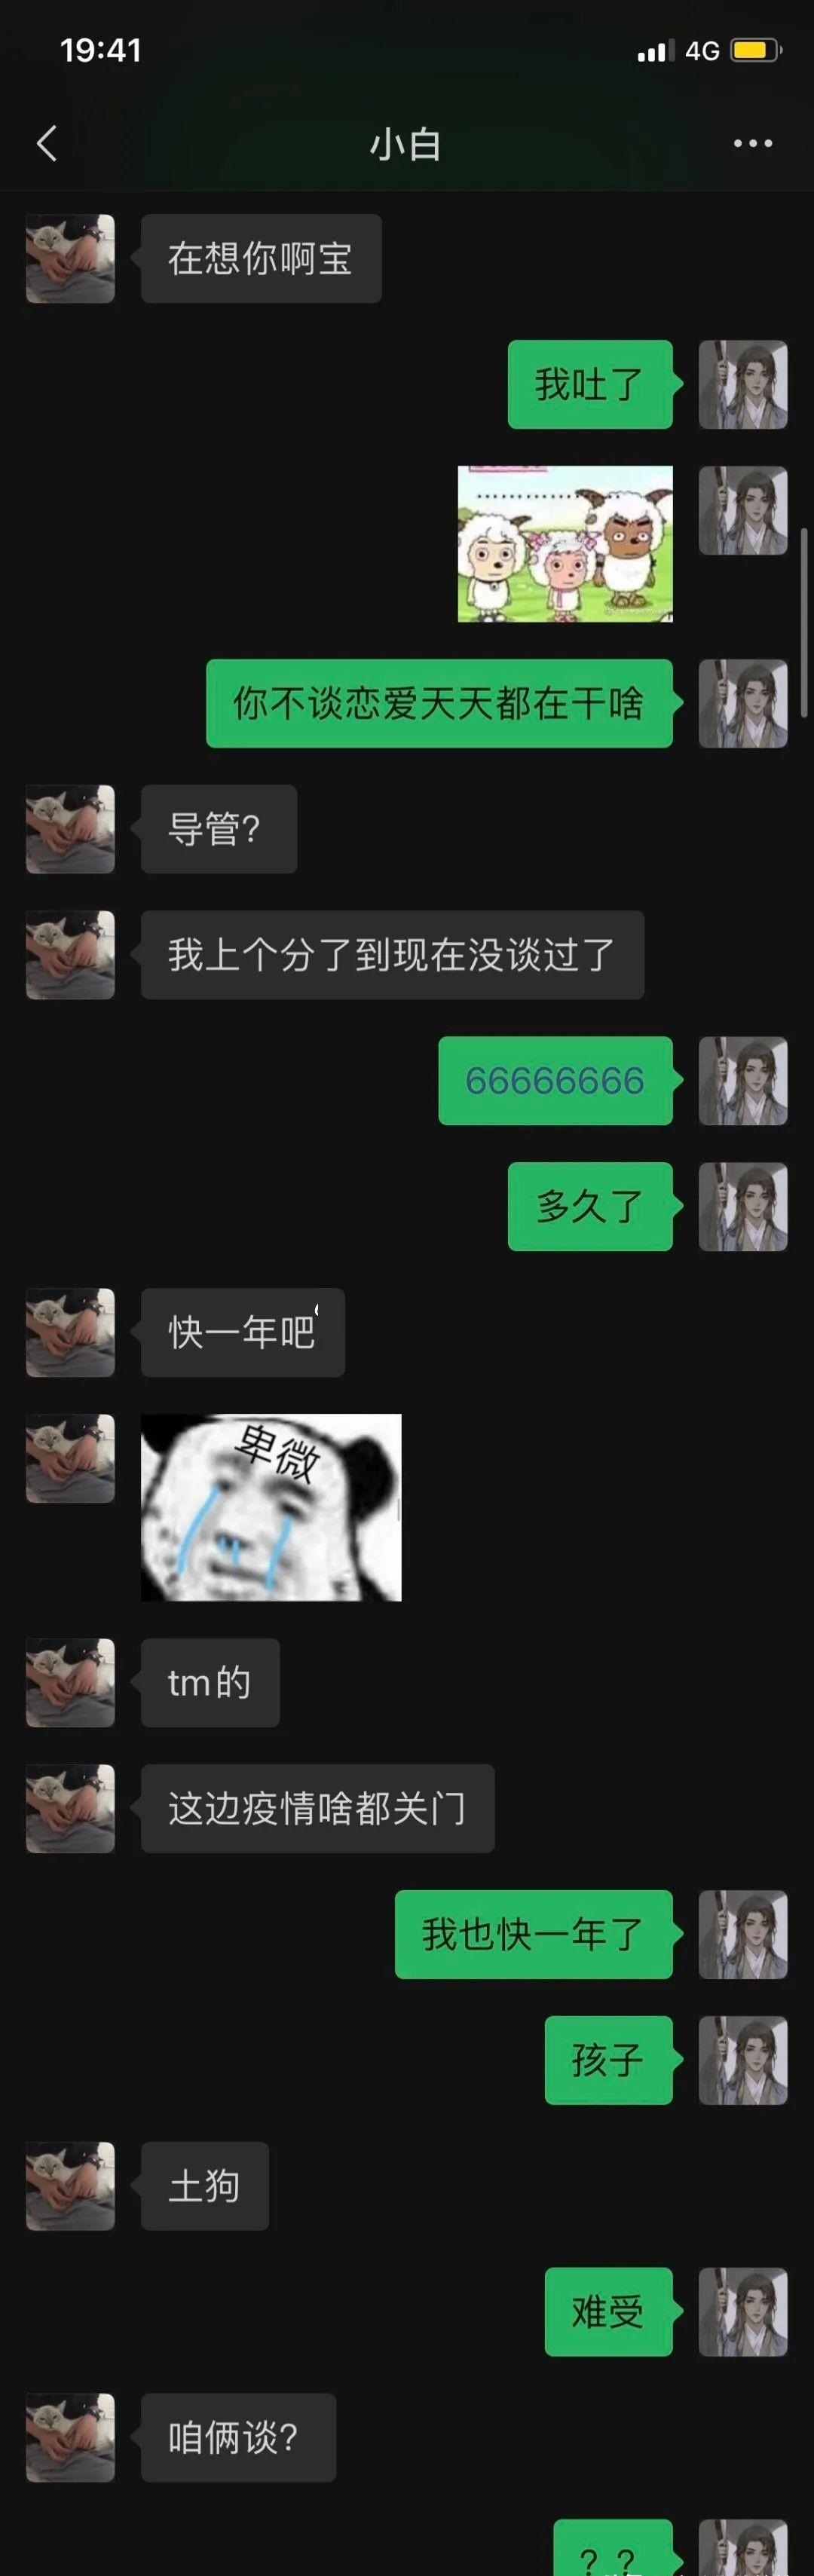 19:41
4G
小白
在想你啊宝
我吐了
你不谈恋爱天天都在干啥
导管?
我上个分了到现在没谈过了
66666666
多久了
快一年吧
卑微
tm的
这边疫情啥都关门
我也快一年了
孩子
土狗
难受
咱俩谈?
？？